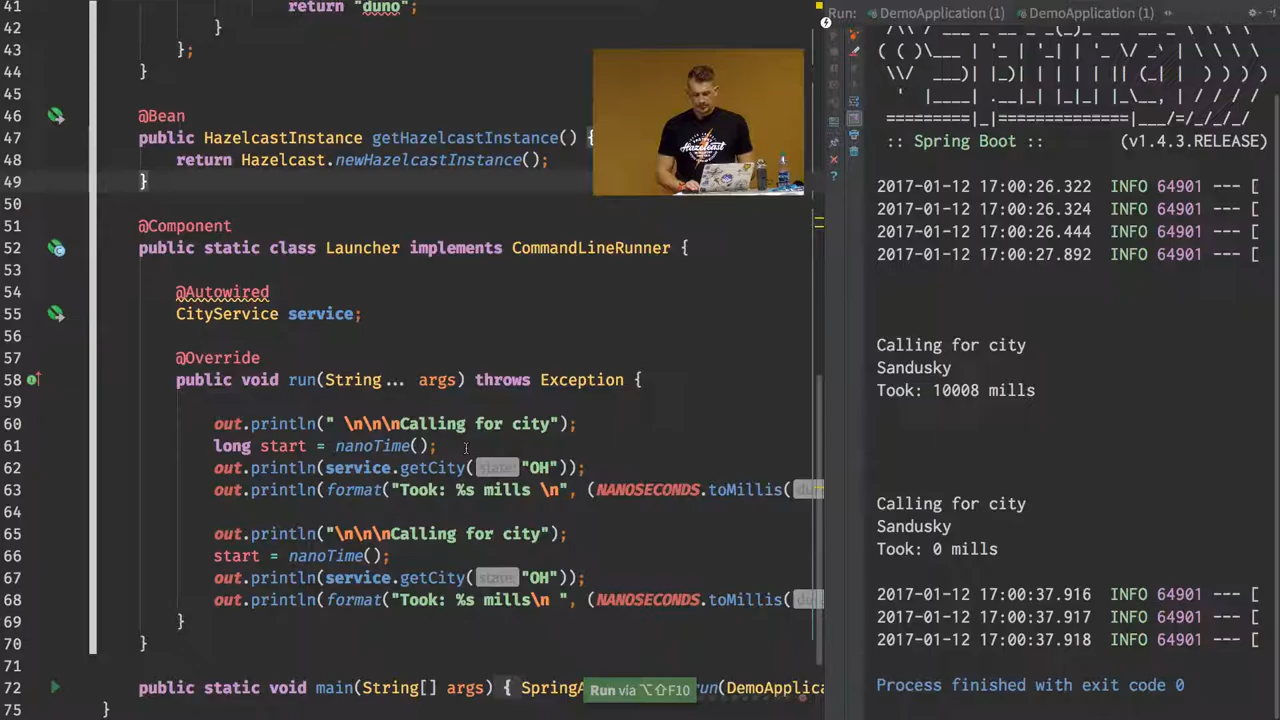 41 return "duno";
42 }
43 };
44 }
45
46 @Bean
47 public HazelcastInstance getHazelcastInstance() {
48 return Hazelcast.newHazelcastInstance();
49 }
50
51 @Component
52 public static class Launcher implements CommandLineRunner {
53
54 @Autowired
55 CityService service;
56
57 @Override
58 public void run(String... args) throws Exception {
59
60 out.println(" \n\n\nCalling for city");
61 long start = nanoTime();
62 out.println(service.getCity( state: "OH"));
63 out.println(format("Took: %s mills \n", (NANOSECONDS.toMillis(
64
65 out.println("\n\n\nCalling for city");
66 start = nanoTime();
67 out.println(service.getCity( state: "OH"));
68 out.println(format("Took: %s mills\n ", (NANOSECONDS.toMillis(
69 }
70 }
71
72 public static void main(String[] args) { 
75 }
Run via ⌥⇧F10
hazelcast
Run: DemoApplication (1) DemoApplication (1)
:: Spring Boot :: (v1.4.3.RELEASE)
2017-01-12 17:00:26.322 INFO 64901 --- [
2017-01-12 17:00:26.324 INFO 64901 --- [
2017-01-12 17:00:26.444 INFO 64901 --- [
2017-01-12 17:00:27.892 INFO 64901 --- [
Calling for city
Sandusky
Took: 10008 mills
Calling for city
Sandusky
Took: 0 mills
2017-01-12 17:00:37.916 INFO 64901 --- [
2017-01-12 17:00:37.917 INFO 64901 --- [
2017-01-12 17:00:37.918 INFO 64901 --- [
Process finished with exit code 0